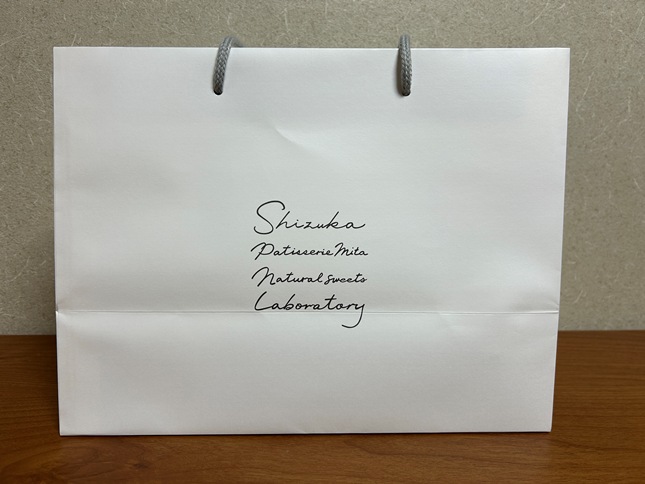 Shizuka
Patisserie Mita
Natural sweets
Laboratory